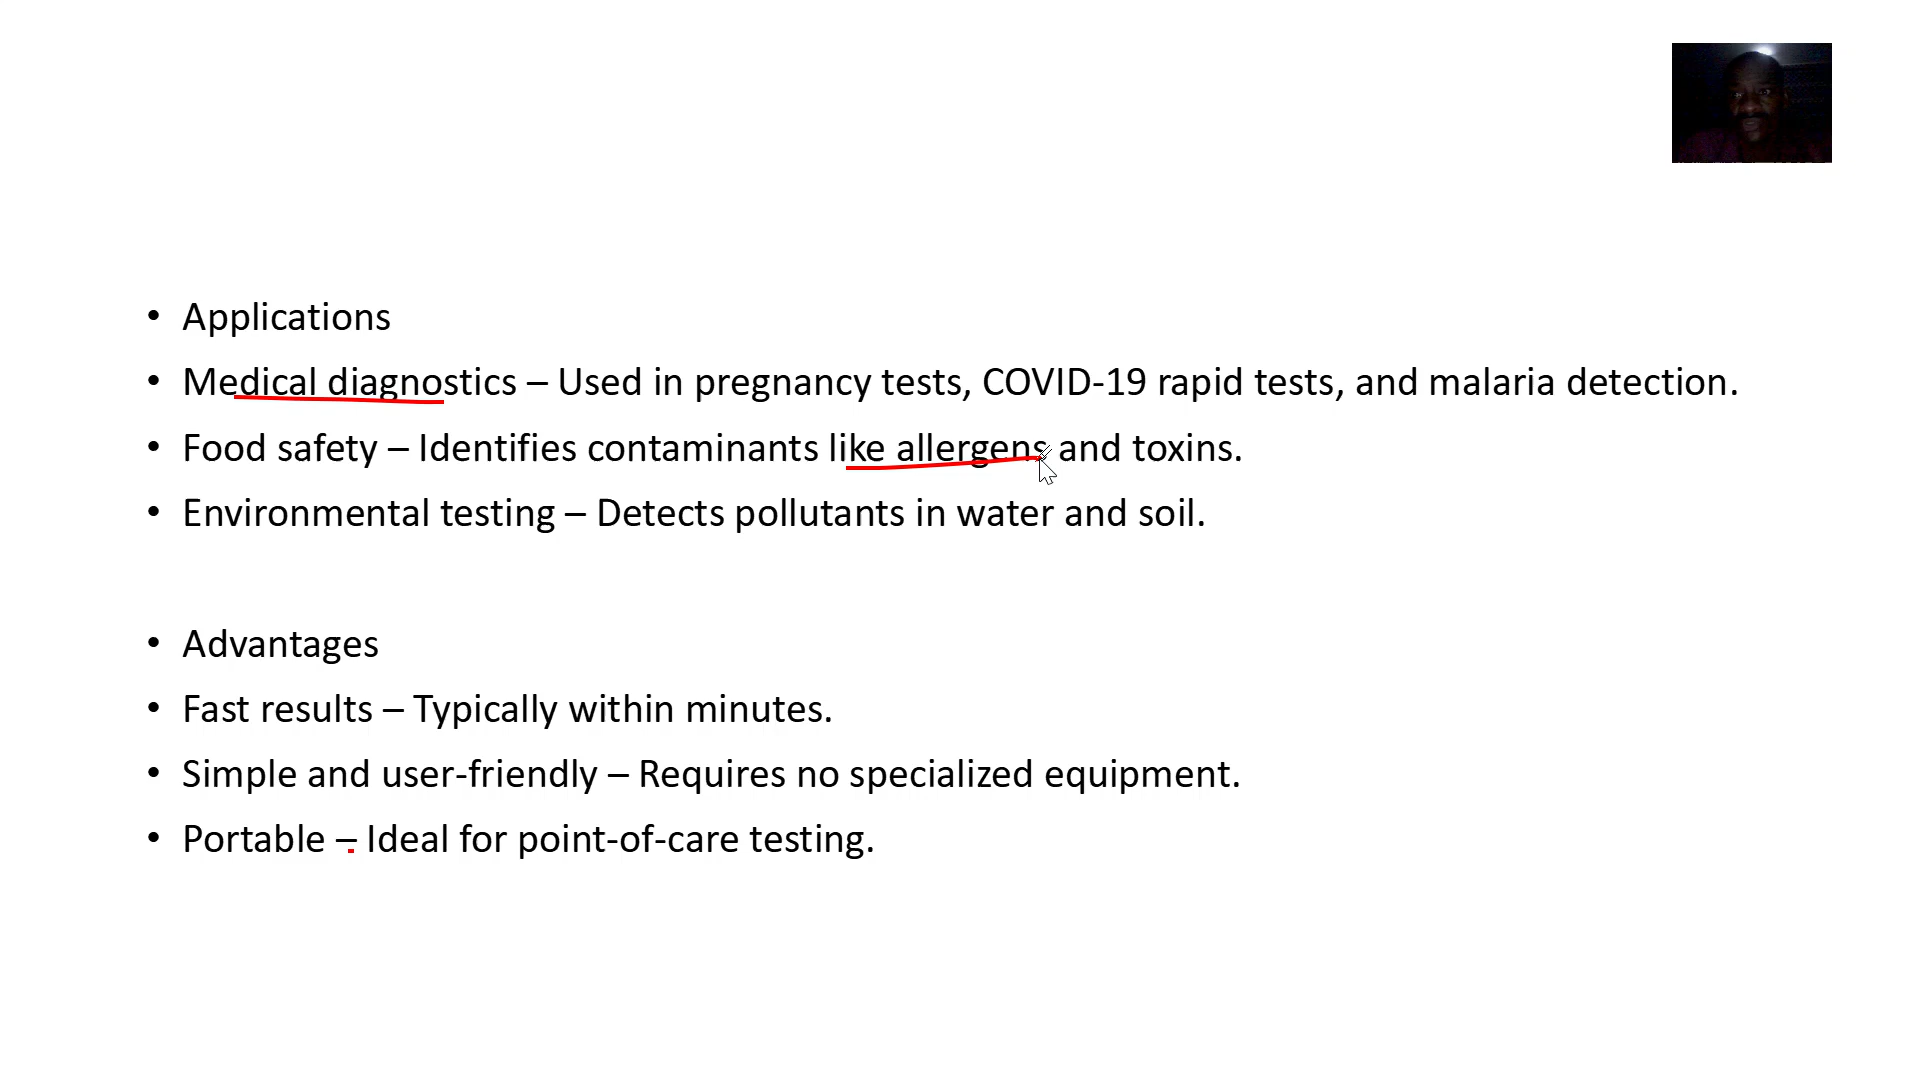 • Applications
• Medical diagnostics – Used in pregnancy tests, COVID-19 rapid tests, and malaria detection.
• Food safety – Identifies contaminants like allergens and toxins.
• Environmental testing – Detects pollutants in water and soil.
• Advantages
• Fast results – Typically within minutes.
• Simple and user-friendly – Requires no specialized equipment.
• Portable – Ideal for point-of-care testing.